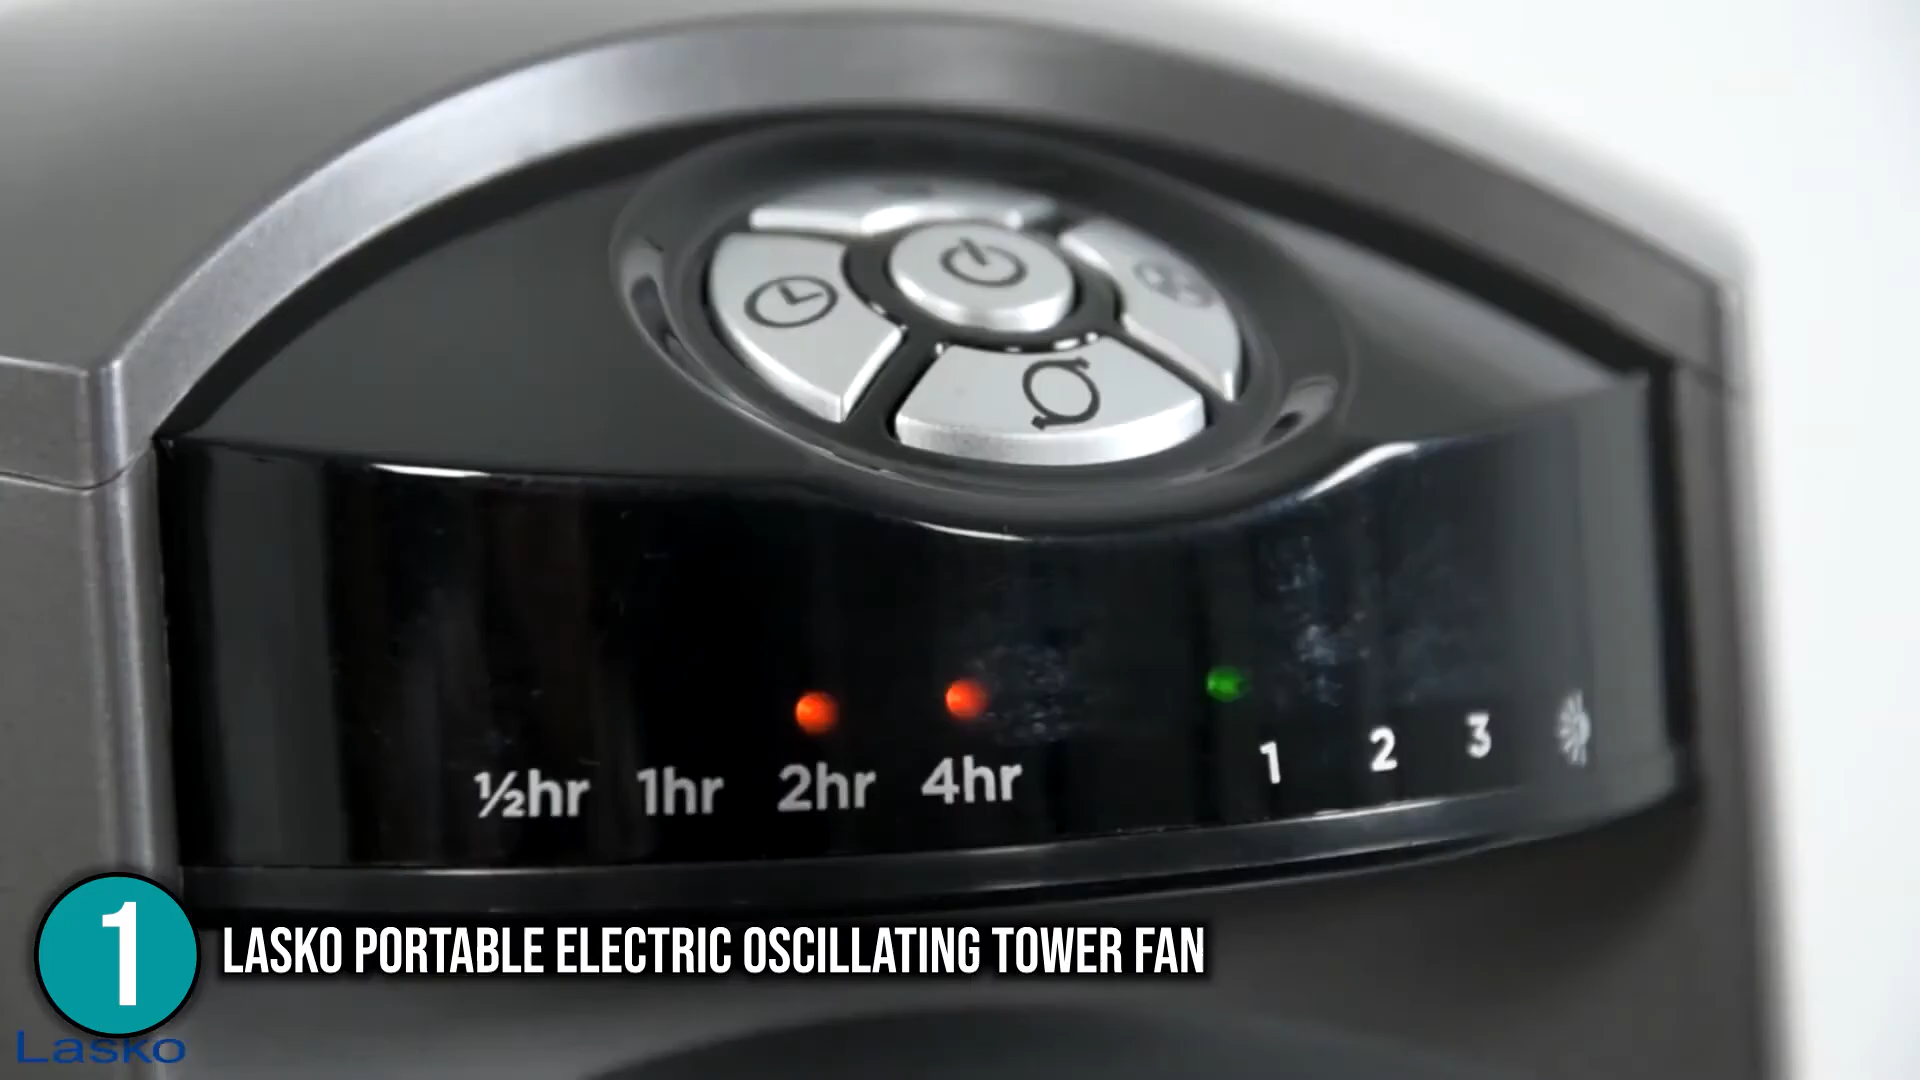 ½hr 1hr 2hr 4hr 1 2 3
1 LASKO PORTABLE ELECTRIC OSCILLATING TOWER FAN
Lasko